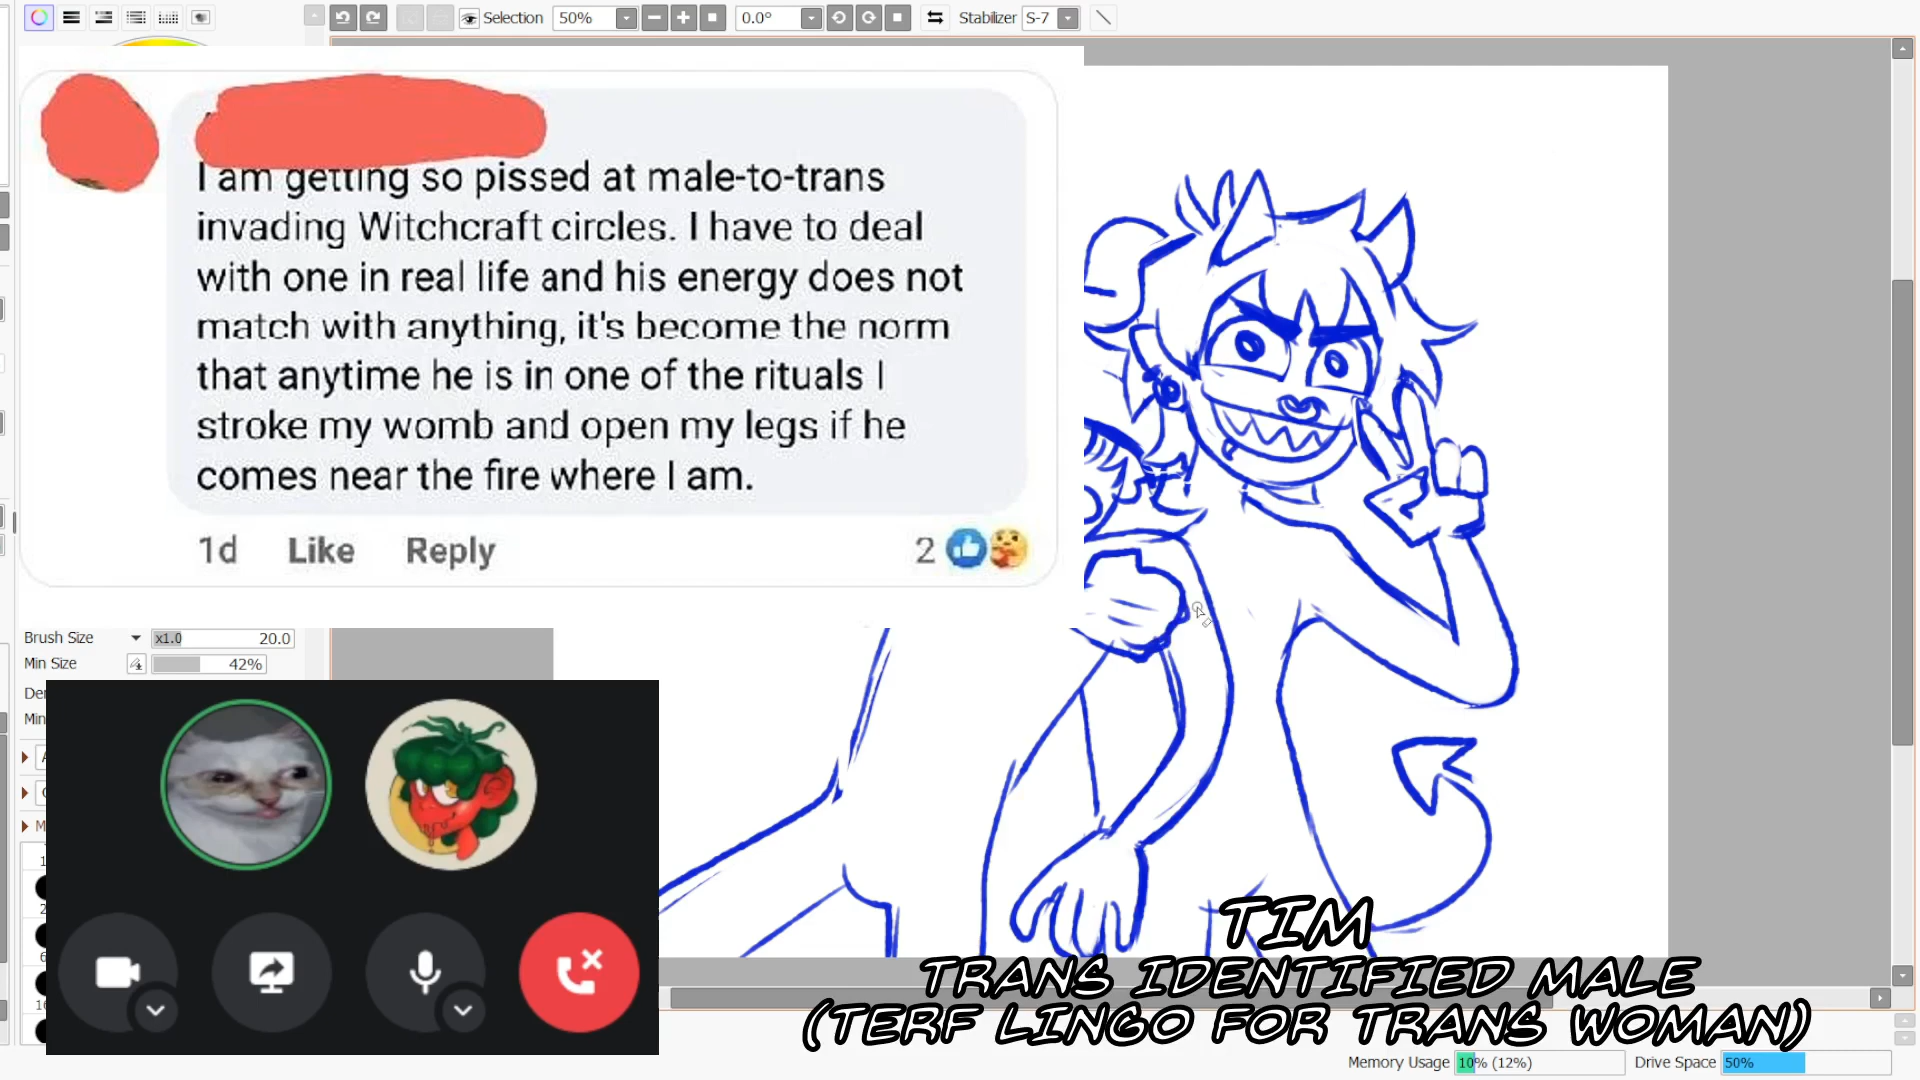 Selection 50% 0.0° Stabilizer S-7
I am getting so pissed at male-to-trans
invading Witchcraft circles. I have to deal
with one in real life and his energy does not
match with anything, it's become the norm
that anytime he is in one of the rituals I
stroke my womb and open my legs if he
comes near the fire where I am.
1d Like Reply 2
Brush Size x1.0 20.0
Min Size 42%
TIM
TRANS IDENTIFIED MALE
(TERF LINGO FOR TRANS WOMAN)
Memory Usage 10% (12%) Drive Space 50%